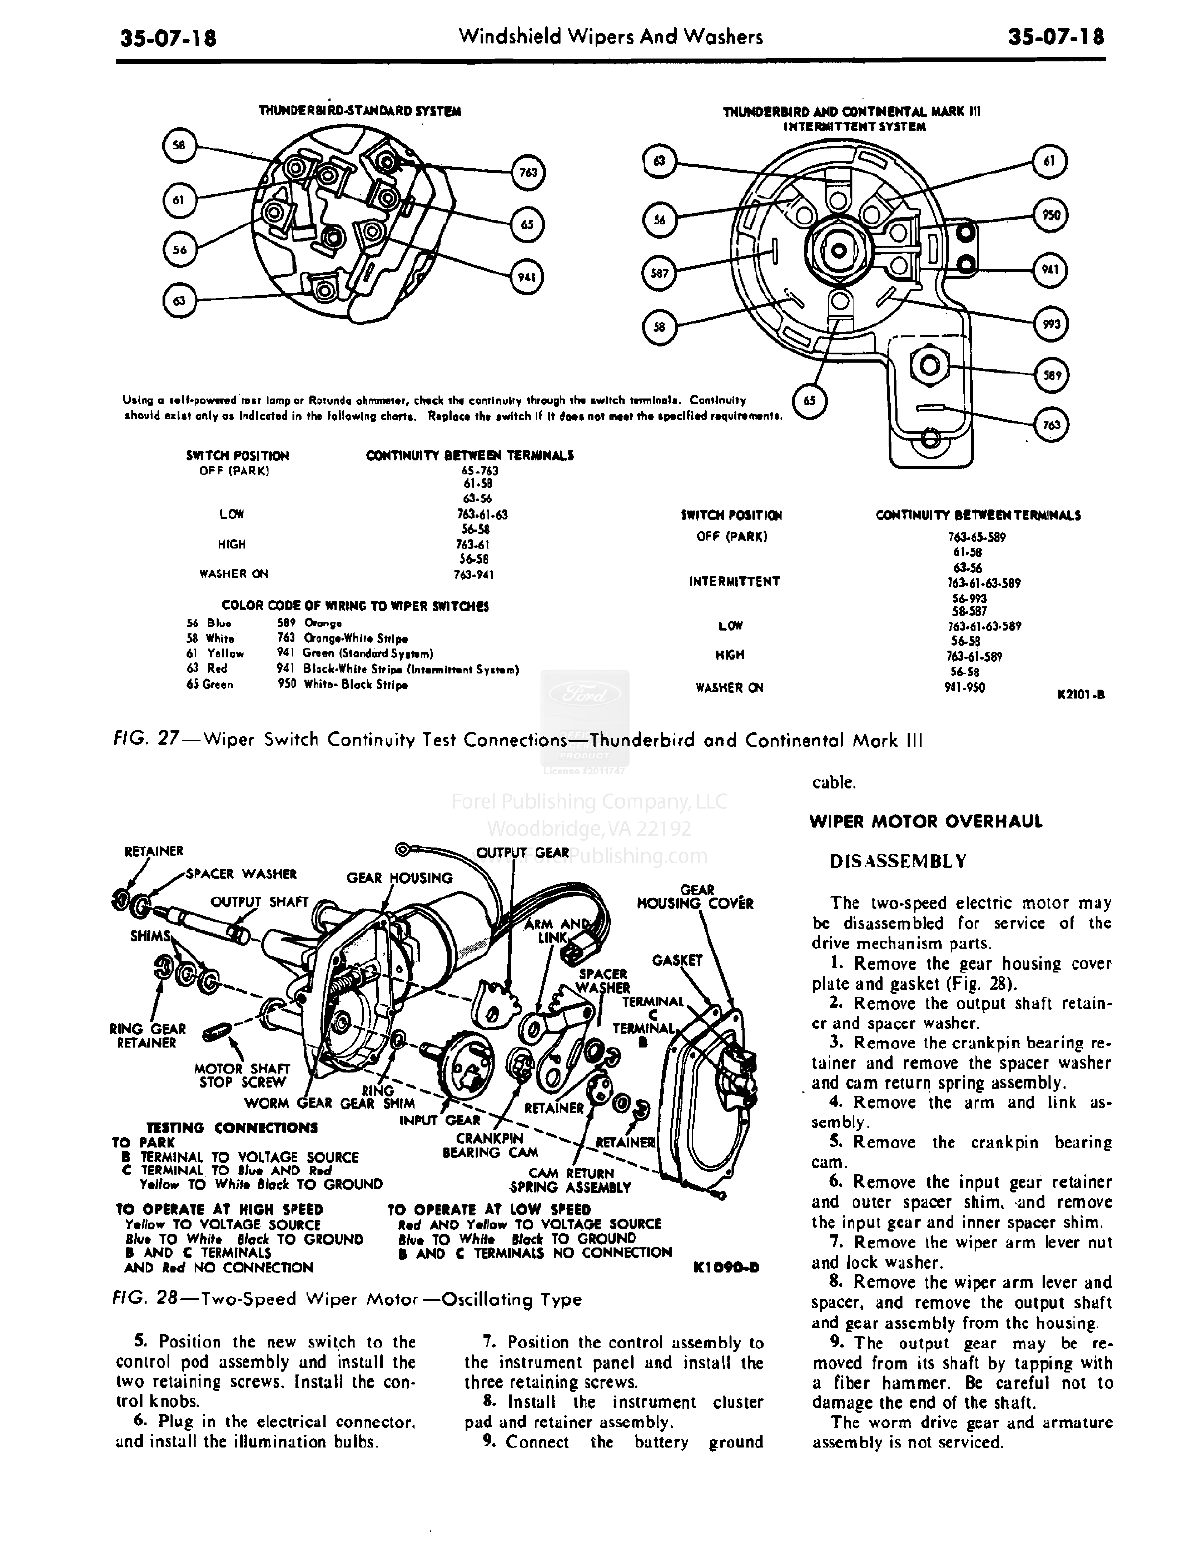 35-07-18
Windshield Wipers And Washers
35-07-18
THUNDERBIRD-STANDARD SYSTEM
58
61
56
63
763
65
941
THUNDERBIRD AND CONTINENTAL MARK III
INTERMITTENT SYSTEM
63
56
587
58
65
61
950
941
993
589
763
Using a self-powered test lamp or Rotunda ohmmeter, check the continuity through the switch terminals. Continuity
should exist only as indicated in the following charts. Replace the switch if it does not meet the specified requirements.
SWITCH POSITION CONTINUITY BETWEEN TERMINALS
OFF (PARK) 65-763
61-58
63-56
LOW 763-61-63
56-58
HIGH 763-61
56-58
WASHER ON 763-941
COLOR CODE OF WIRING TO WIPER SWITCHES
56 Blue 589 Orange
58 White 763 Orange-White Stripe
61 Yellow 941 Green (Standard System)
63 Red 941 Black-White Stripe (Intermittent System)
65 Green 950 White-Black Stripe
SWITCH POSITION CONTINUITY BETWEEN TERMINALS
OFF (PARK) 763-65-589
61-58
63-56
INTERMITTENT 763-61-63-589
56-993
58-587
LOW 763-61-63-589
56-58
HIGH 763-61-589
56-58
WASHER ON 941-950
K2101-B
Ford
PRODUCT
License #2011747
FIG. 27—Wiper Switch Continuity Test Connections—Thunderbird and Continental Mark III
Forel Publishing Company, LLC
Woodbridge, VA 22192
www.ForelPublishing.com
RETAINER
SPACER WASHER
OUTPUT SHAFT
SHIMS
GEAR HOUSING
OUTPUT GEAR
ARM AND
LINK
GEAR
HOUSING COVER
GASKET
SPACER
WASHER
TERMINAL
C
TERMINAL
B
RING GEAR
RETAINER
MOTOR SHAFT
STOP SCREW
RING
WORM GEAR GEAR SHIM
INPUT GEAR
RETAINER
CRANKPIN
BEARING CAM
RETAINER
CAM RETURN
SPRING ASSEMBLY
TESTING CONNECTIONS
TO PARK
B TERMINAL TO VOLTAGE SOURCE
C TERMINAL TO Blue AND Red
Yellow TO White Black TO GROUND
TO OPERATE AT HIGH SPEED
Yellow TO VOLTAGE SOURCE
Blue TO White Black TO GROUND
B AND C TERMINALS
AND Red NO CONNECTION
TO OPERATE AT LOW SPEED
Red AND Yellow TO VOLTAGE SOURCE
Blue TO White Black TO GROUND
B AND C TERMINALS NO CONNECTION
K1090-D
FIG. 28—Two-Speed Wiper Motor—Oscillating Type
5. Position the new switch to the
control pod assembly and install the
two retaining screws. Install the con-
trol knobs.
6. Plug in the electrical connector,
and install the illumination bulbs.
7. Position the control assembly to
the instrument panel and install the
three retaining screws.
8. Install the instrument cluster
pad and retainer assembly.
9. Connect the battery ground
cable.
WIPER MOTOR OVERHAUL
DISASSEMBLY
The two-speed electric motor may
be disassembled for service of the
drive mechanism parts.
1. Remove the gear housing cover
plate and gasket (Fig. 28).
2. Remove the output shaft retain-
er and spacer washer.
3. Remove the crankpin bearing re-
tainer and remove the spacer washer
and cam return spring assembly.
4. Remove the arm and link as-
sembly.
5. Remove the crankpin bearing
cam.
6. Remove the input gear retainer
and outer spacer shim, and remove
the input gear and inner spacer shim.
7. Remove the wiper arm lever nut
and lock washer.
8. Remove the wiper arm lever and
spacer, and remove the output shaft
and gear assembly from the housing.
9. The output gear may be re-
moved from its shaft by tapping with
a fiber hammer. Be careful not to
damage the end of the shaft.
The worm drive gear and armature
assembly is not serviced.